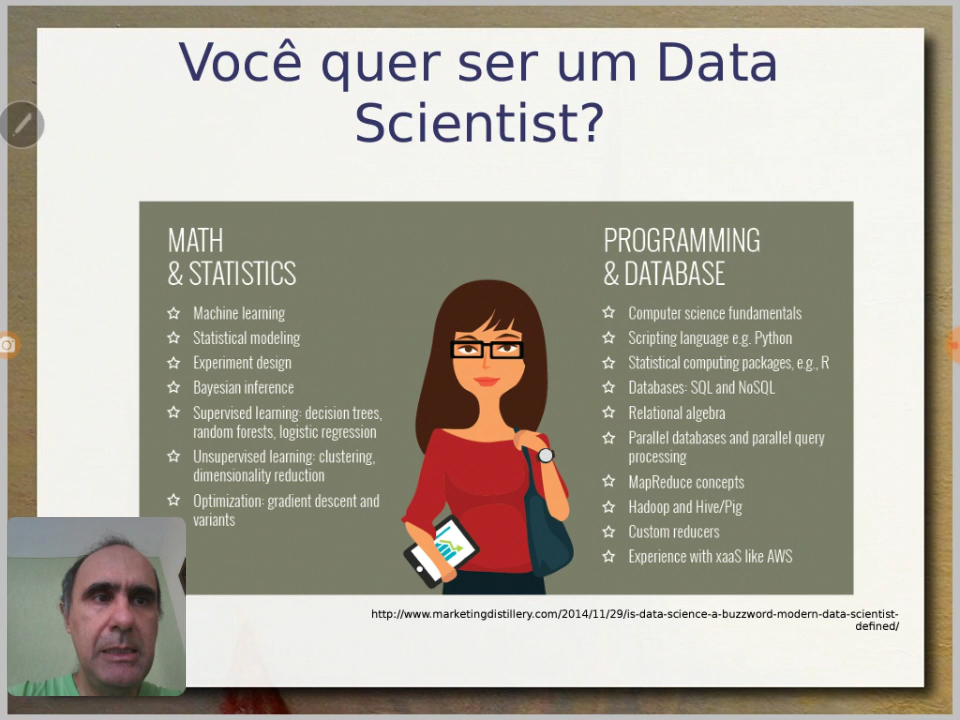 Você quer ser um Data
Scientist?
MATH
& STATISTICS
Machine learning
Statistical modeling
Experiment design
Bayesian inference
Supervised learning: decision trees,
random forests, logistic regression
Unsupervised learning: clustering,
dimensionality reduction
Optimization: gradient descent and
variants
PROGRAMMING
& DATABASE
Computer science fundamentals
Scripting language e.g. Python
Statistical computing packages, e.g., R
Databases: SQL and NoSQL
Relational algebra
Parallel databases and parallel query
processing
MapReduce concepts
Hadoop and Hive/Pig
Custom reducers
Experience with xaaS like AWS
http://www.marketingdistillery.com/2014/11/29/is-data-science-a-buzzword-modern-data-scientist-
defined/